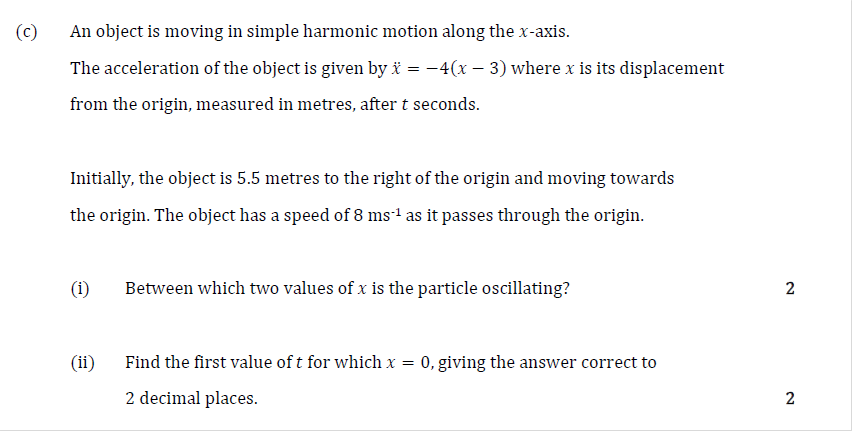 (c) An object is moving in simple harmonic motion along the x-axis.
The acceleration of the object is given by ẍ = −4(x − 3) where x is its displacement
from the origin, measured in metres, after t seconds.
Initially, the object is 5.5 metres to the right of the origin and moving towards
the origin. The object has a speed of 8 ms⁻¹ as it passes through the origin.
(i) Between which two values of x is the particle oscillating? 2
(ii) Find the first value of t for which x = 0, giving the answer correct to
2 decimal places. 2